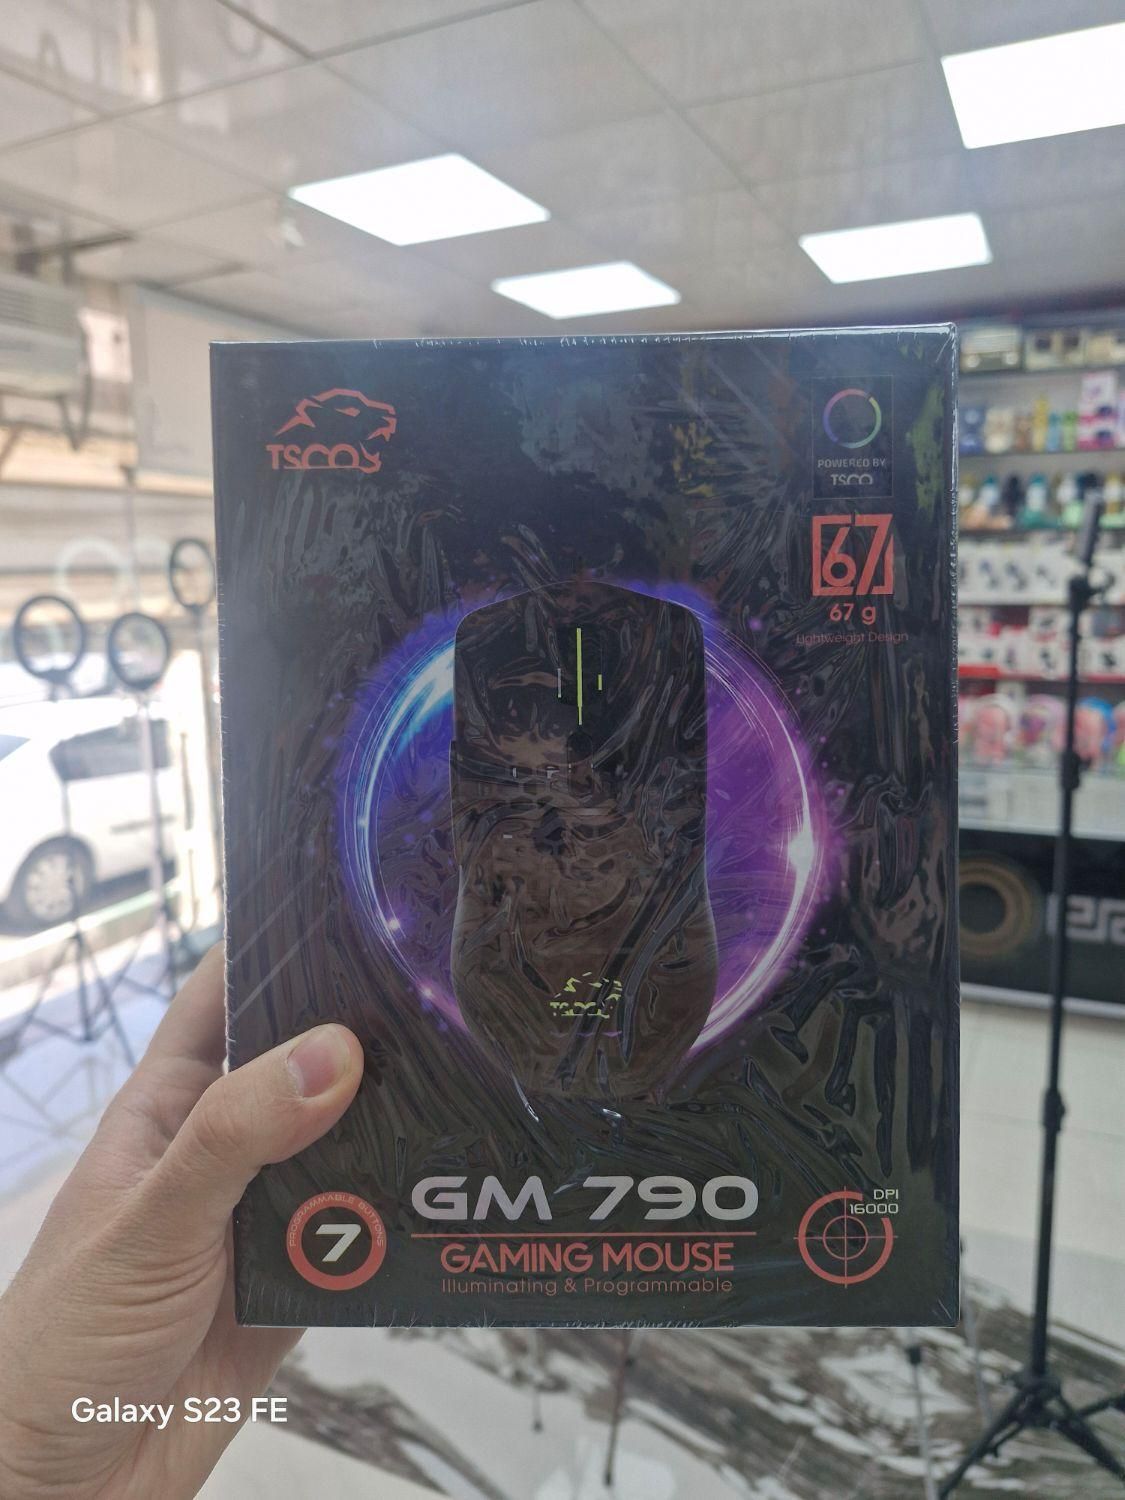 TSCO
POWERED BY
TSCO
67
67 g
Lightweight Design
TSCO
GM 790
PROGRAMMABLE BUTTONS
7
GAMING MOUSE
Illuminating & Programmable
DPI
16000
Galaxy S23 FE